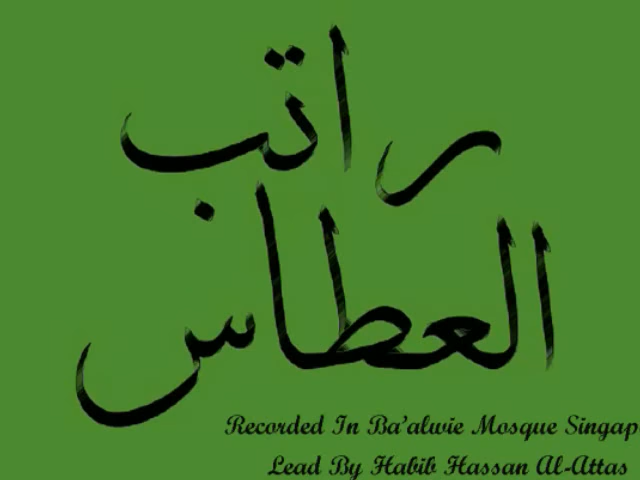 راتب
العطاس
Recorded In Ba'alwie Mosque Singap
Lead By Habib Hassan Al-Attas